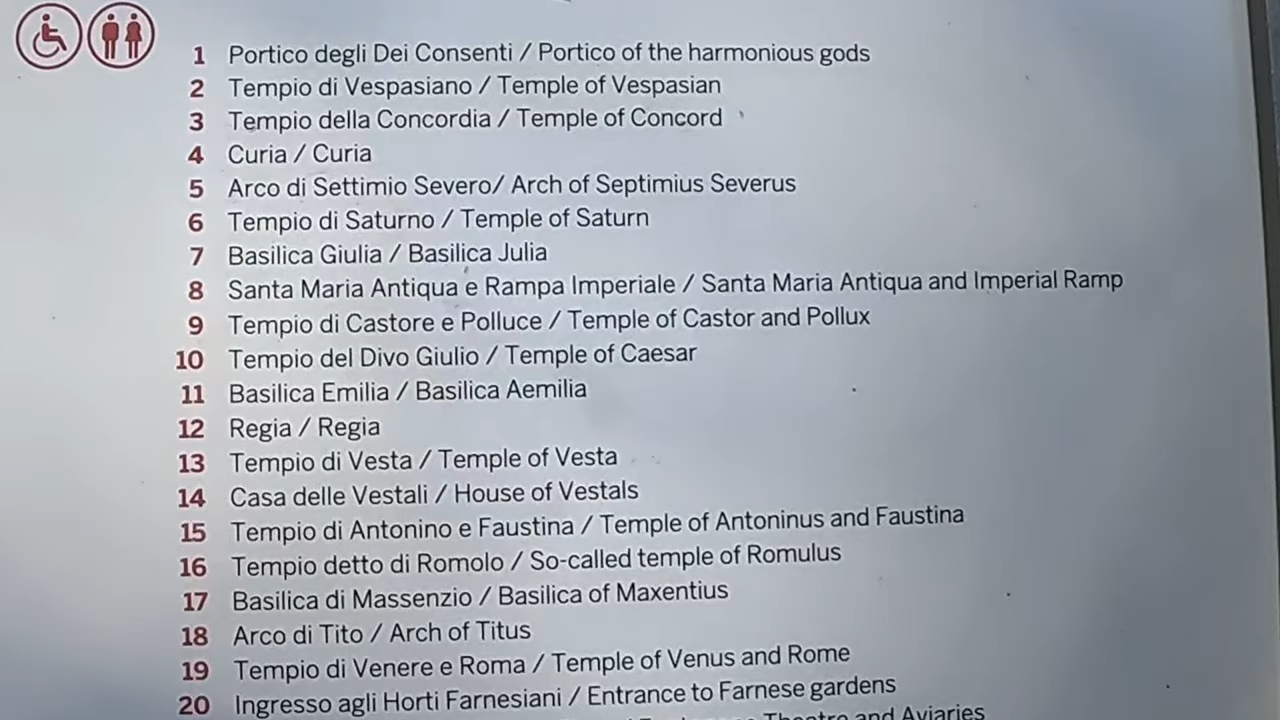 1 Portico degli Dei Consenti / Portico of the harmonious gods
2 Tempio di Vespasiano / Temple of Vespasian
3 Tempio della Concordia / Temple of Concord
4 Curia / Curia
5 Arco di Settimio Severo/ Arch of Septimius Severus
6 Tempio di Saturno / Temple of Saturn
7 Basilica Giulia / Basilica Julia
8 Santa Maria Antiqua e Rampa Imperiale / Santa Maria Antiqua and Imperial Ramp
9 Tempio di Castore e Polluce / Temple of Castor and Pollux
10 Tempio del Divo Giulio / Temple of Caesar
11 Basilica Emilia / Basilica Aemilia
12 Regia / Regia
13 Tempio di Vesta / Temple of Vesta
14 Casa delle Vestali / House of Vestals
15 Tempio di Antonino e Faustina / Temple of Antoninus and Faustina
16 Tempio detto di Romolo / So-called temple of Romulus
17 Basilica di Massenzio / Basilica of Maxentius
18 Arco di Tito / Arch of Titus
19 Tempio di Venere e Roma / Temple of Venus and Rome
20 Ingresso agli Horti Farnesiani / Entrance to Farnese gardens
Theatre and Aviaries